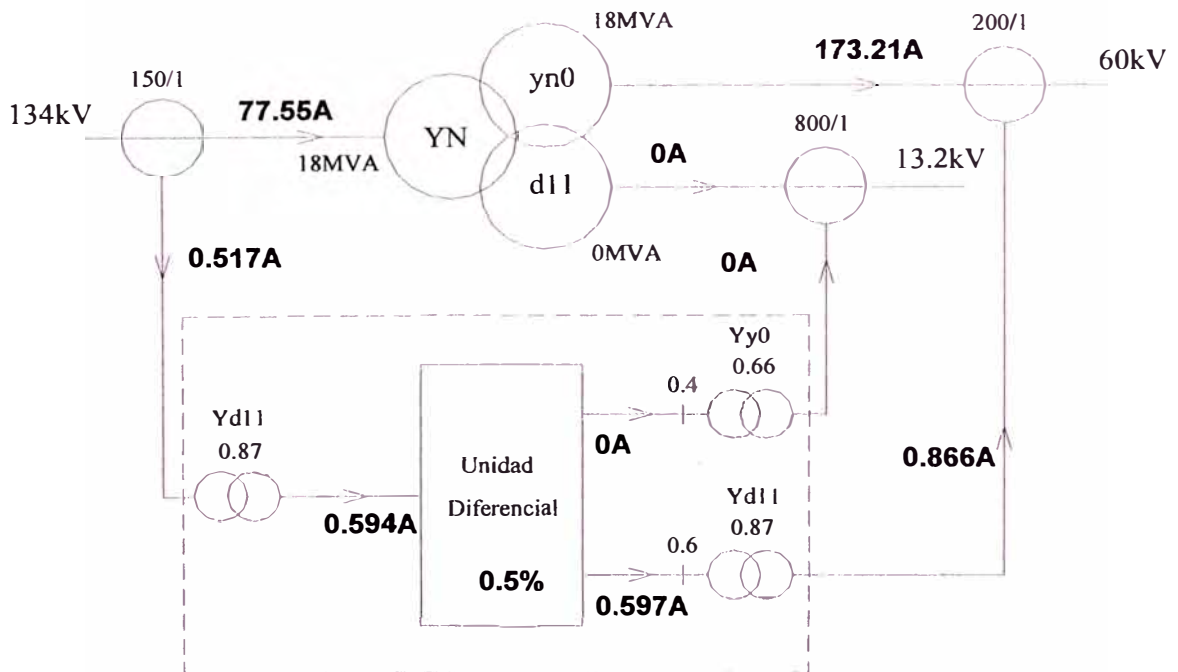 18MVA
200/1
150/1
yn0
173.21A
60kV
134kV
77.55A
YN
800/1
18MVA
0A
13.2kV
d11
0.517A
0MVA
0A
Yy0
0.66
0.4
Yd11
0.87
0A
Unidad
Diferencial
0.866A
Yd11
0.87
0.594A
0.6
0.5%
0.597A